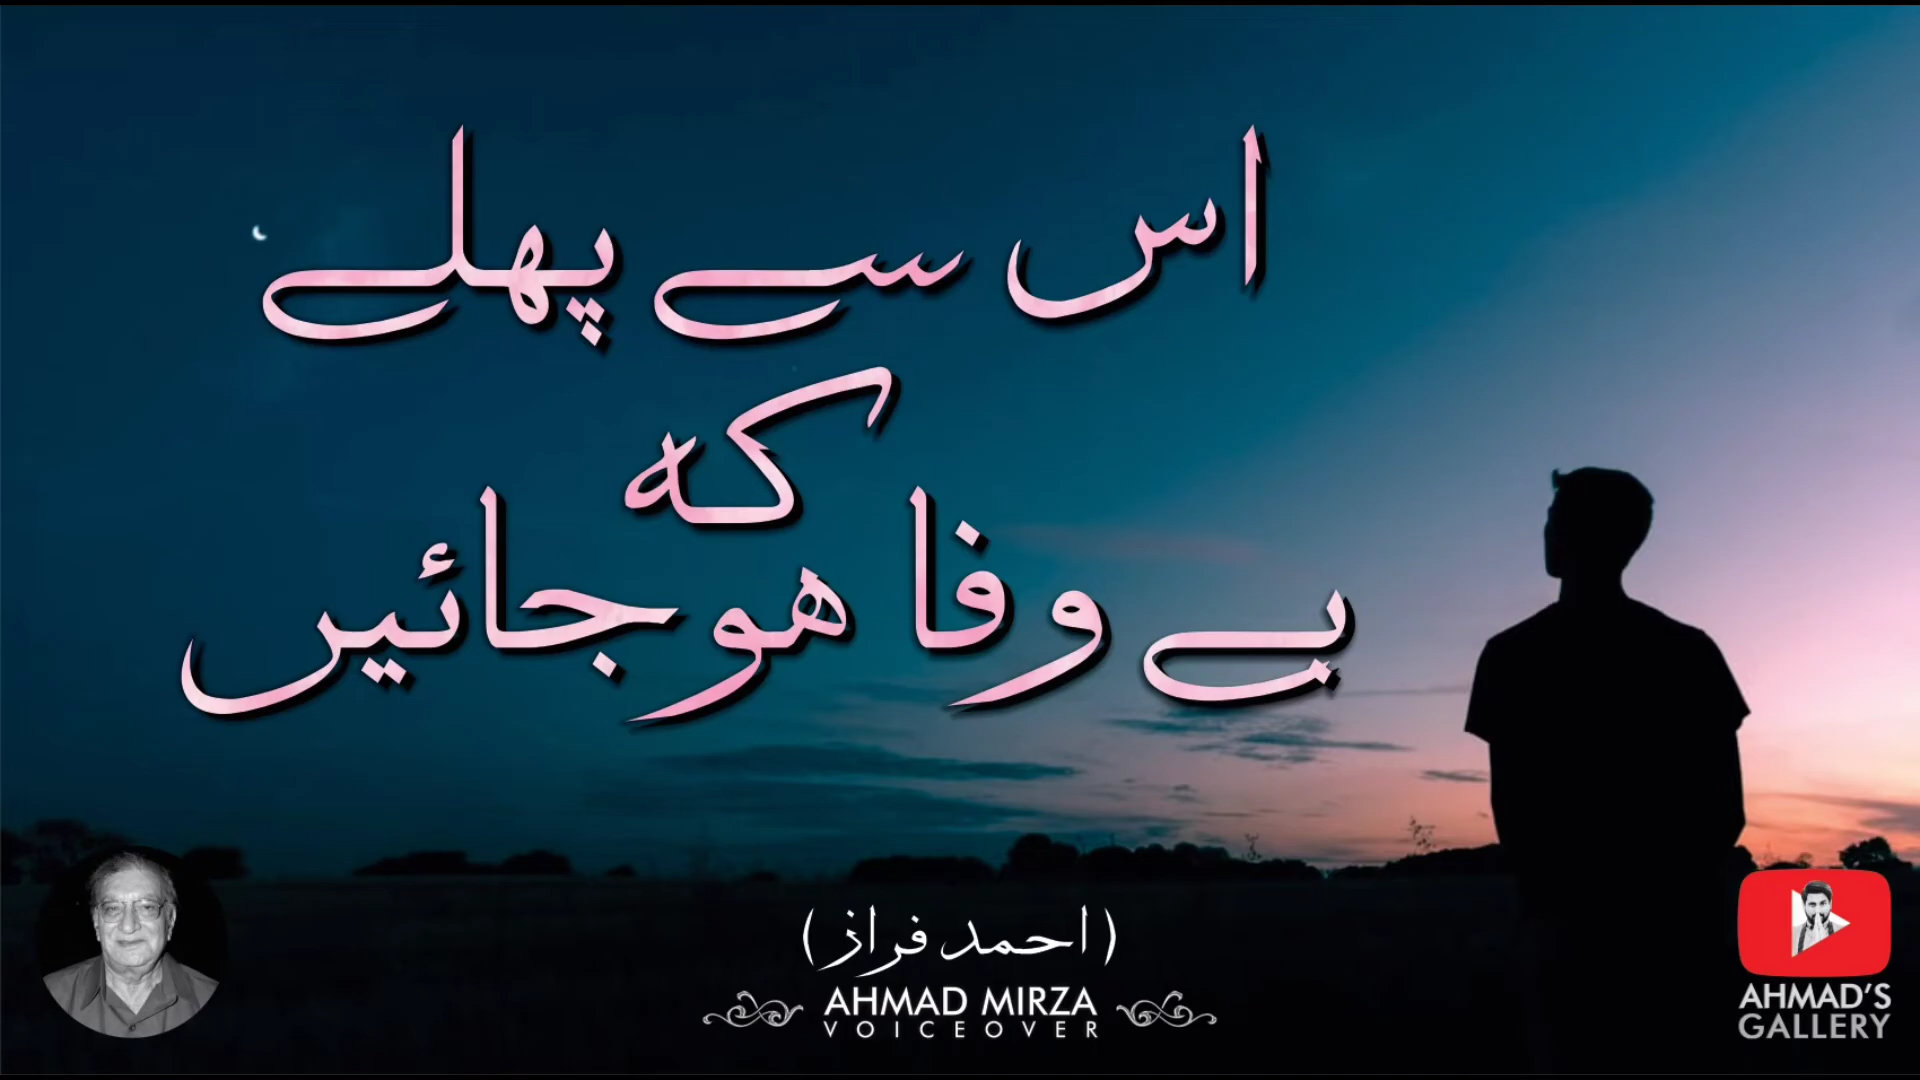 اس سے پہلے
کہ
بے وفا ہو جائیں
(احمد فراز)
AHMAD MIRZA
VOICEOVER
AHMAD'S
GALLERY